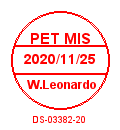 PET MIS
2020/11/25
W.Leonardo
DS-03382-20